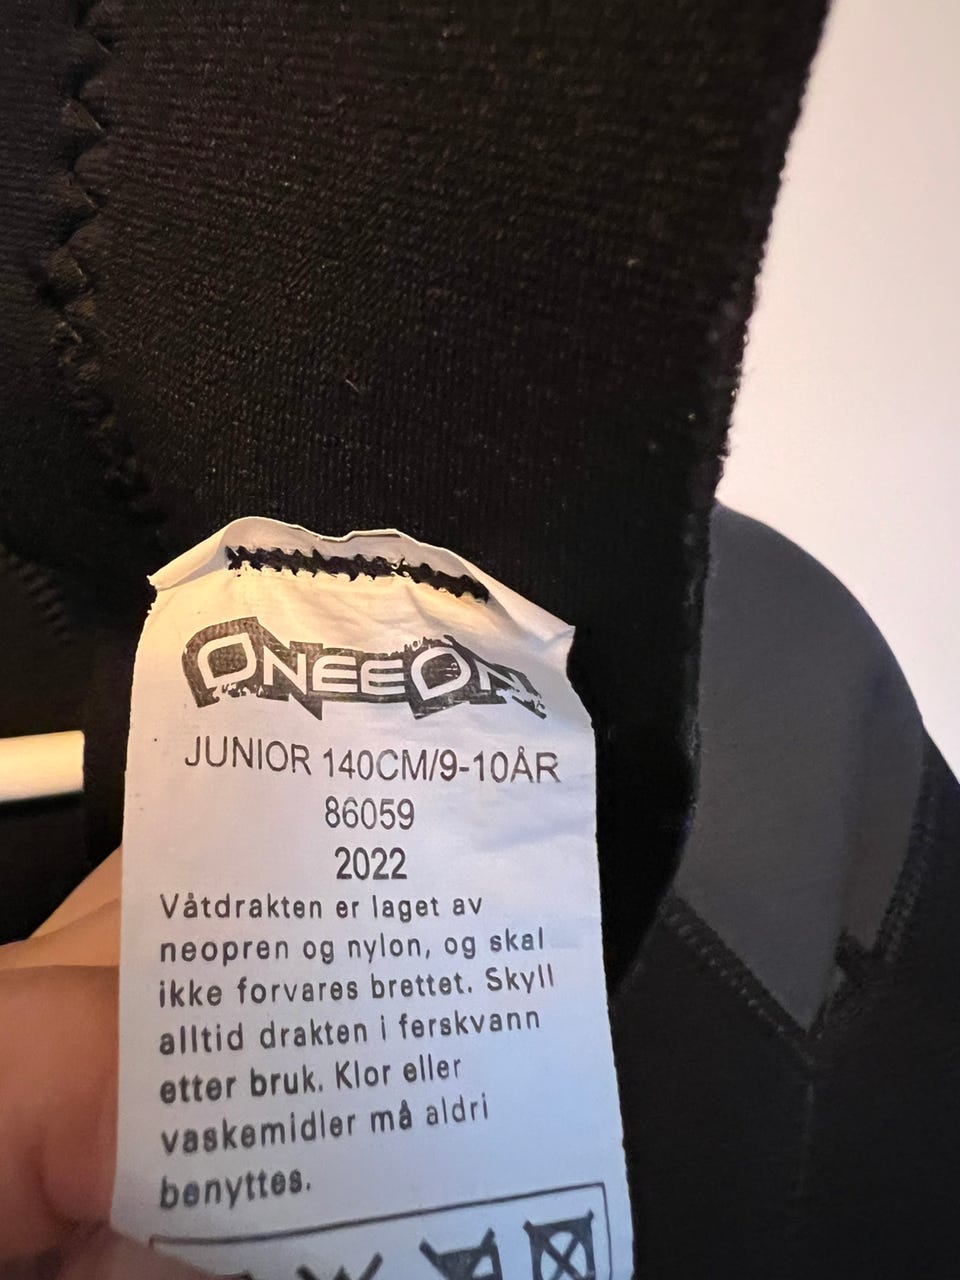 ONEEON
JUNIOR 140CM/9-10ÅR
86059
2022
Våtdrakten er laget av
neopren og nylon, og skal
ikke forvares brettet. Skyll
alltid drakten i ferskvann
etter bruk. Klor eller
vaskemidler må aldri
benyttes.